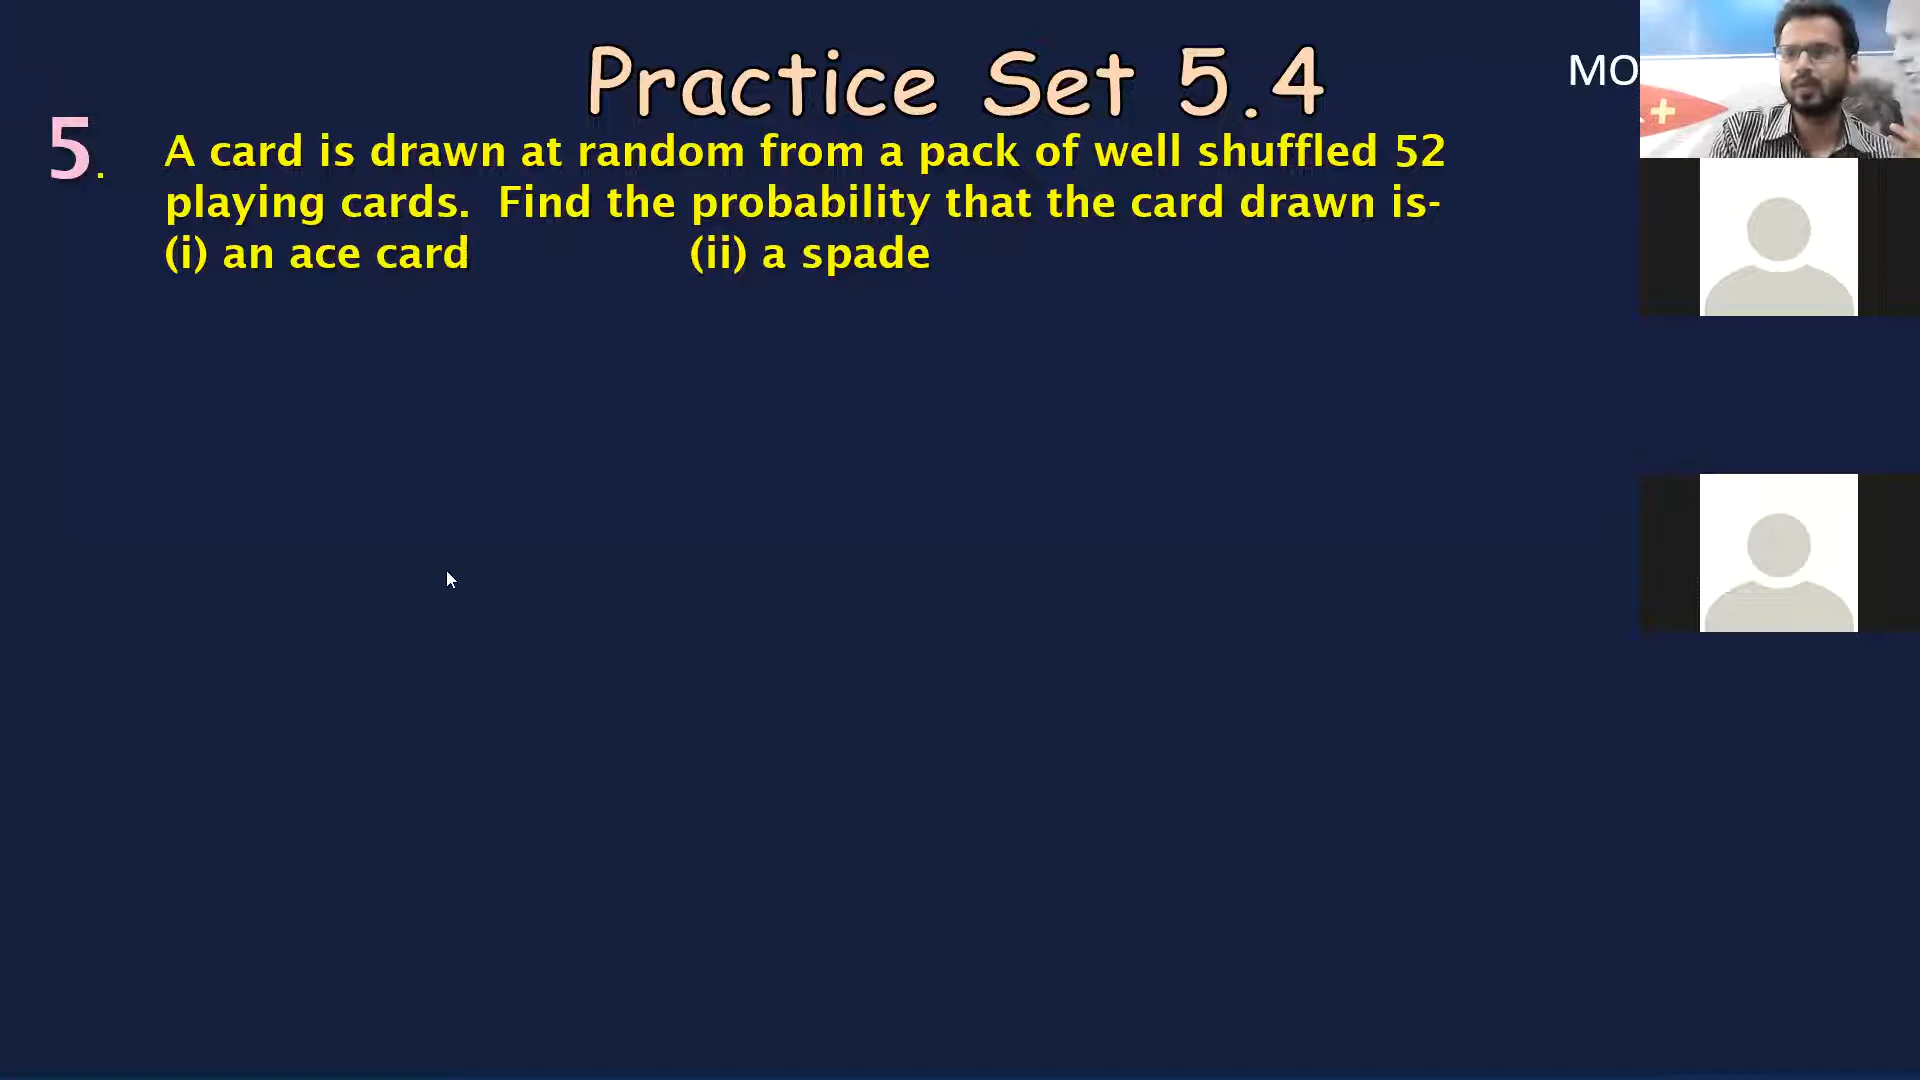 Practice Set 5.4
MO
5. A card is drawn at random from a pack of well shuffled 52
playing cards. Find the probability that the card drawn is-
(i) an ace card (ii) a spade
+